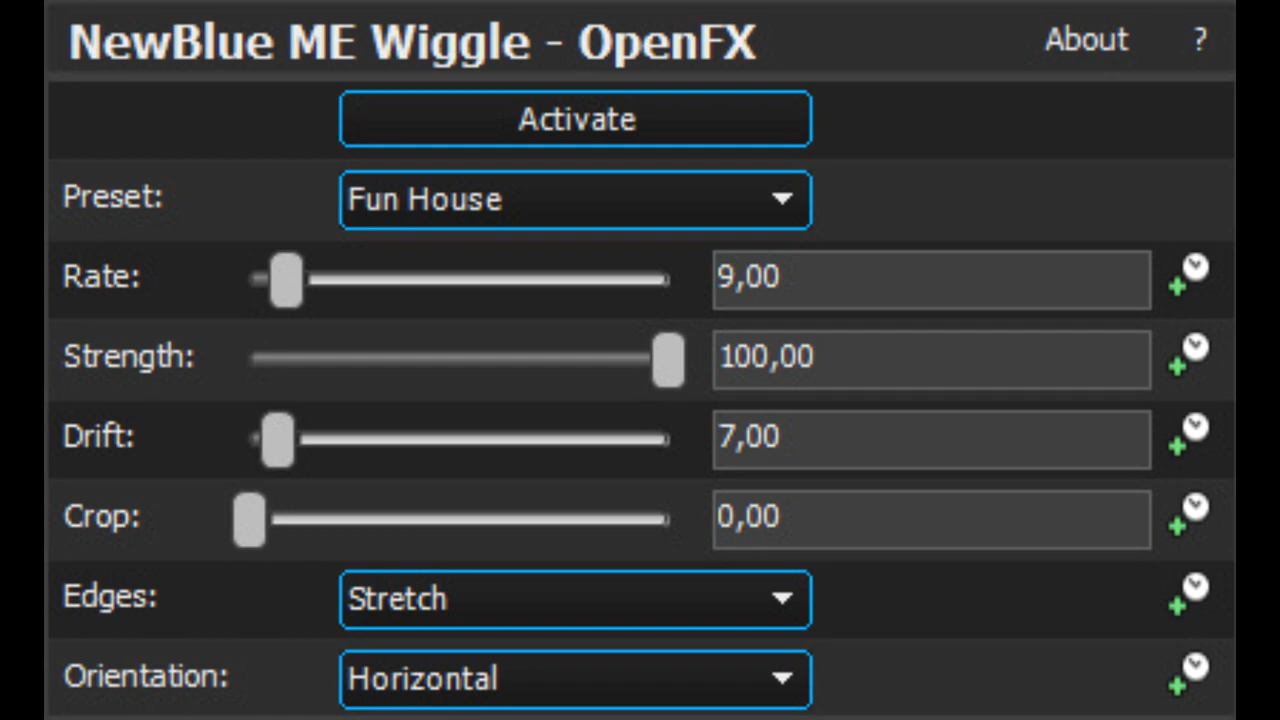 NewBlue ME Wiggle - OpenFX About ?
Activate
Preset: Fun House
Rate: 9,00
Strength: 100,00
Drift: 7,00
Crop: 0,00
Edges: Stretch
Orientation: Horizontal